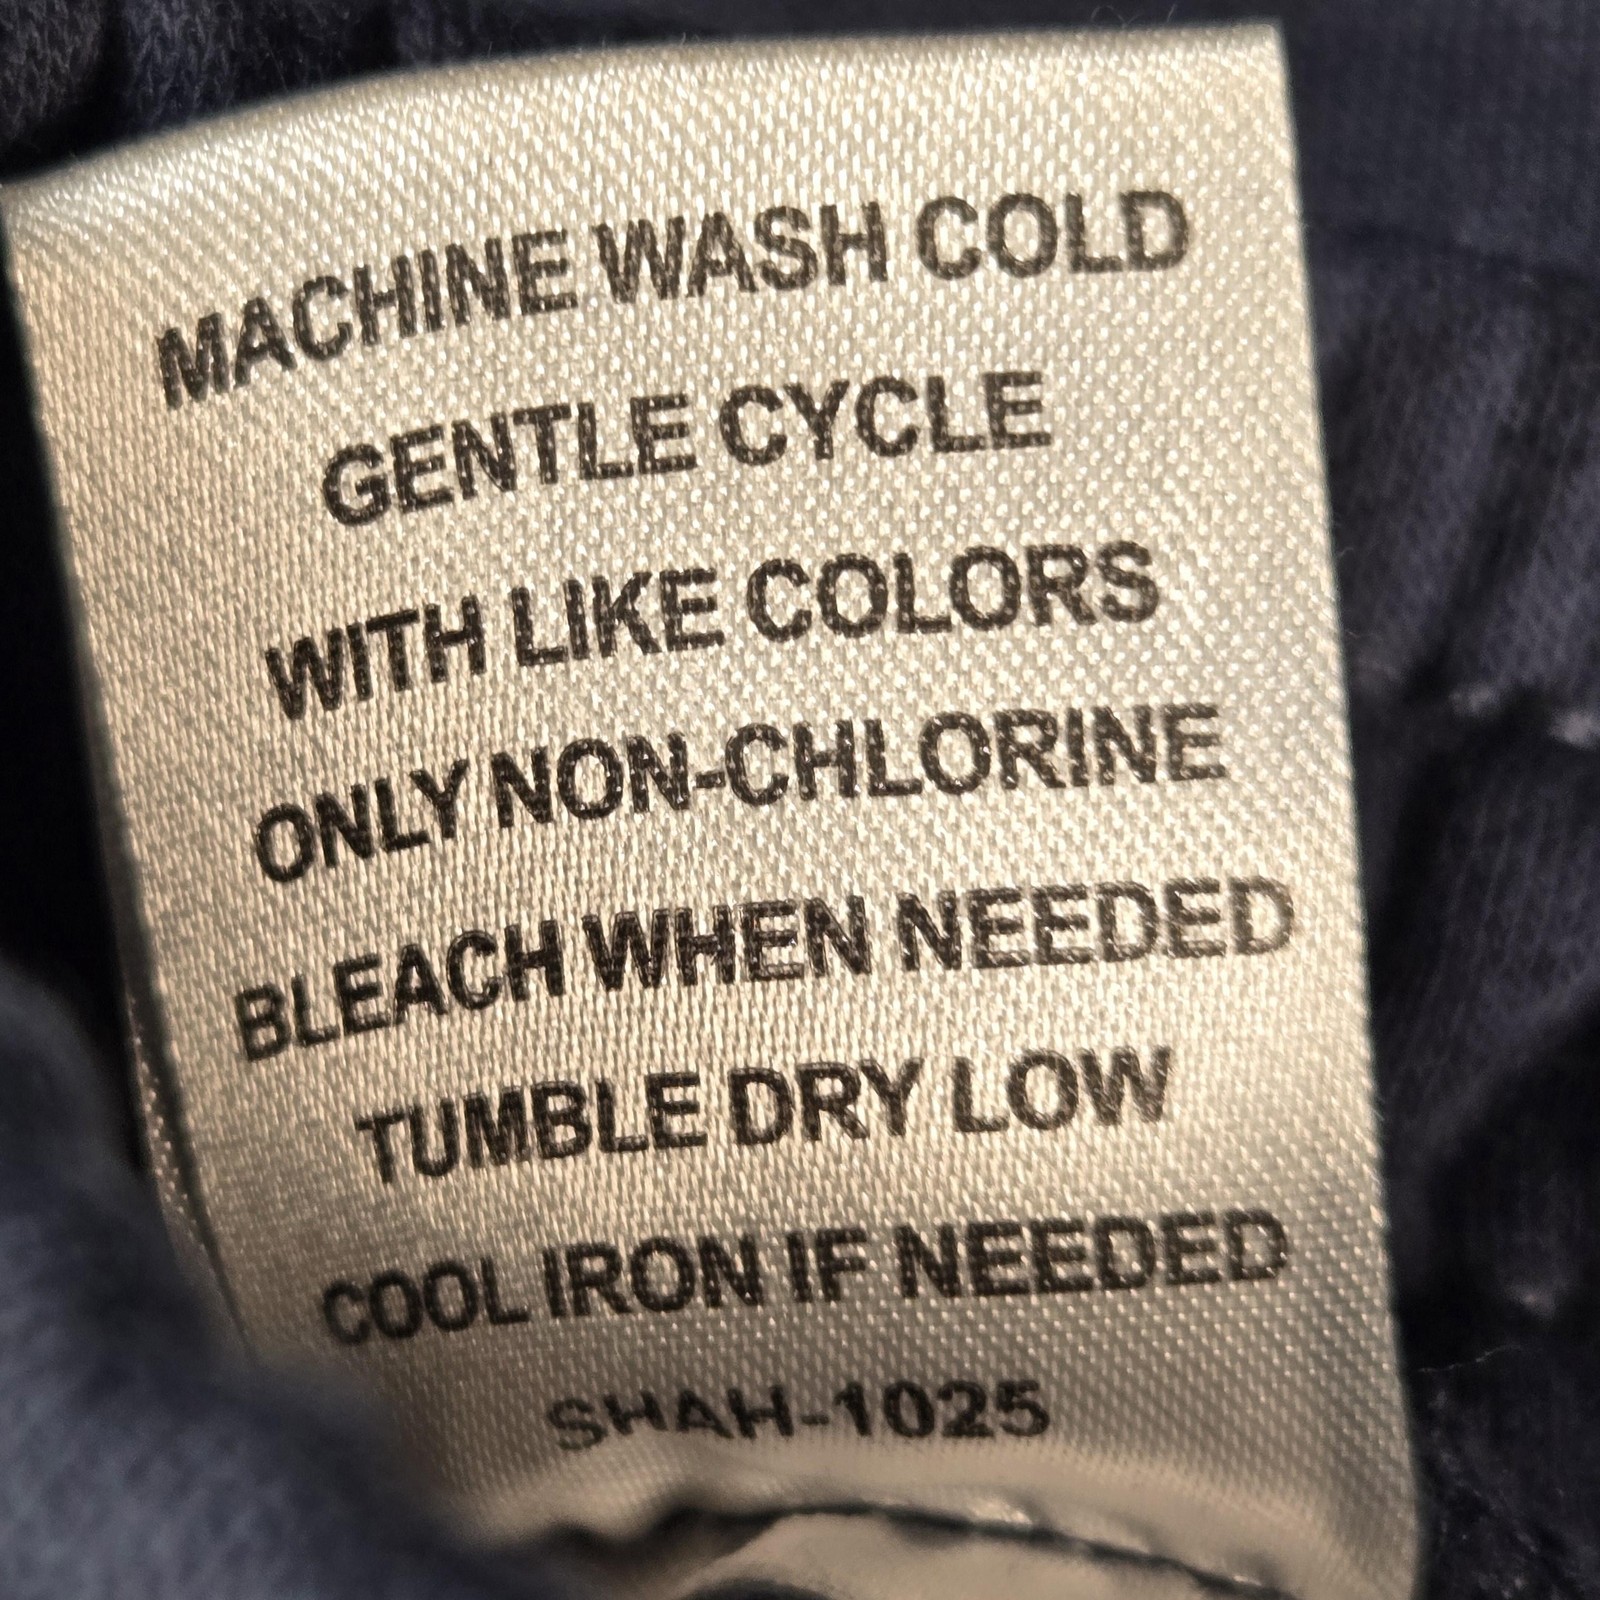 MACHINE WASH COLD
GENTLE CYCLE
WITH LIKE COLORS
ONLY NON-CHLORINE
BLEACH WHEN NEEDED
TUMBLE DRY LOW
COOL IRON IF NEEDED
SHAH-1025